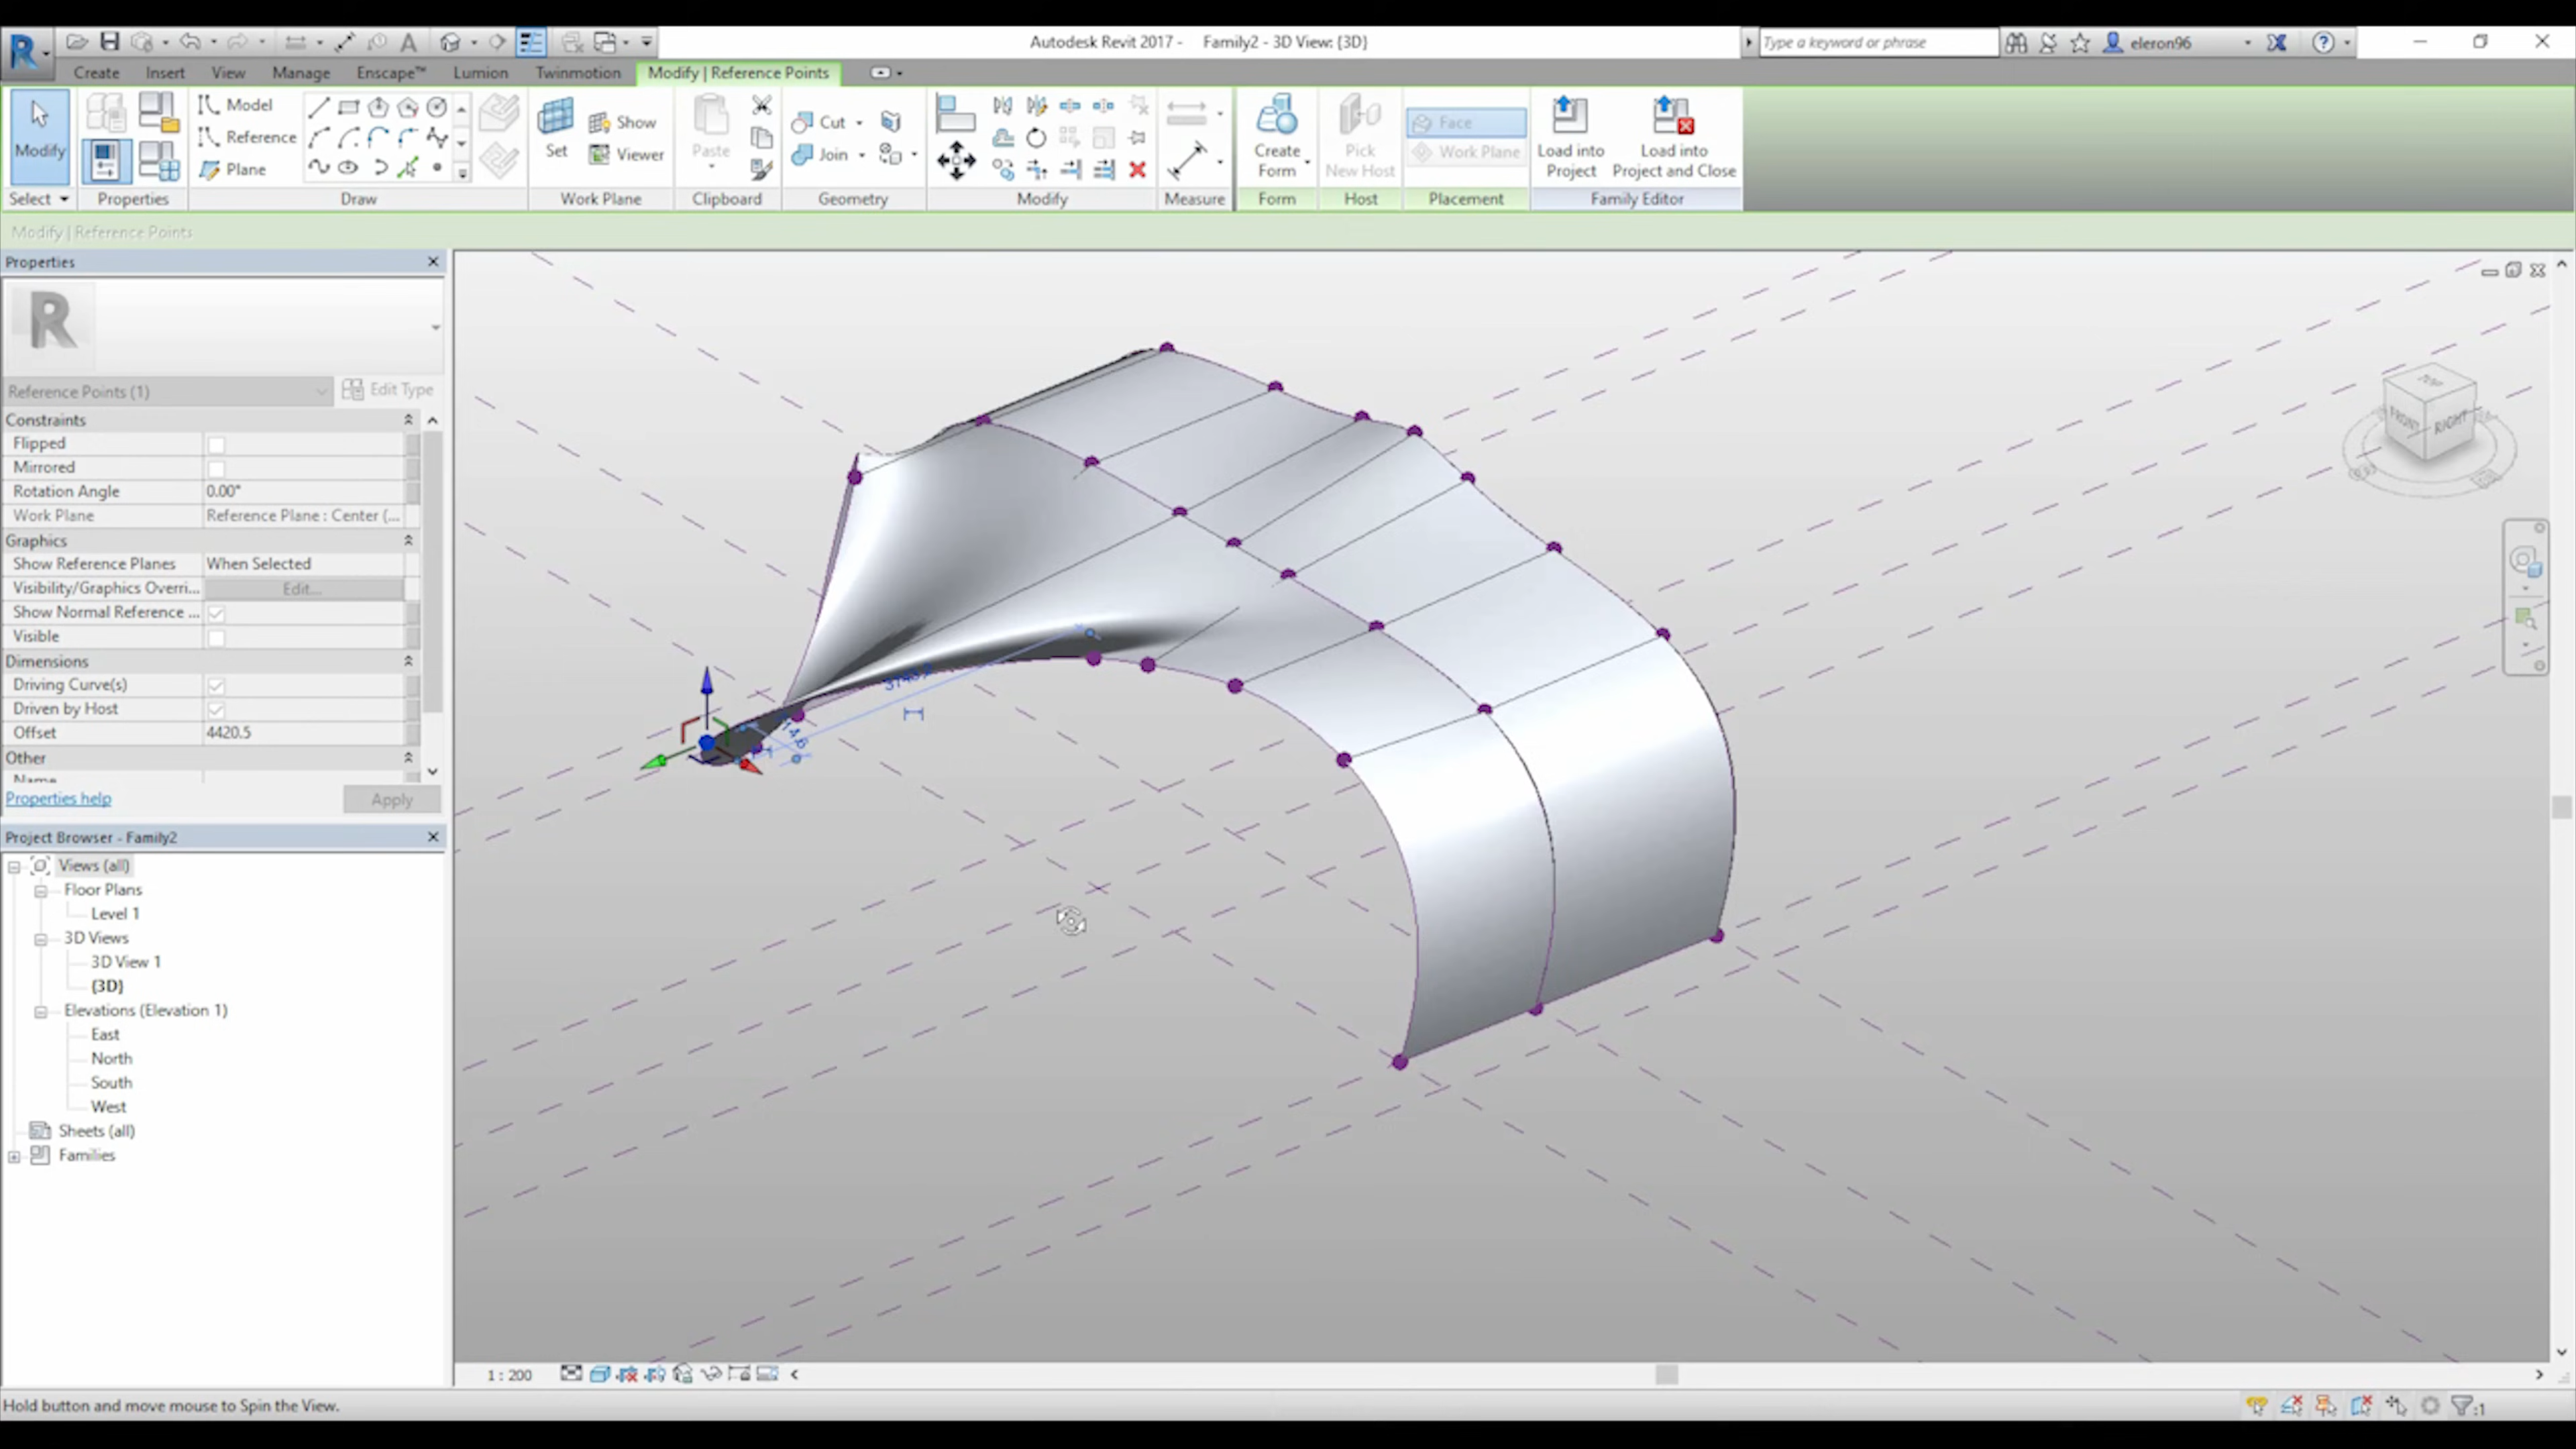 Autodesk Revit 2017 - Family2 - 3D View: {3D}
Type a keyword or phrase
eleron96
Create Insert View Manage Enscape™ Lumion Twinmotion Modify | Reference Points
Modify
Model
Reference
Plane
Set
Show
Viewer
Paste
Cut
Join
Create Form
Pick New Host
Face
Work Plane
Load into Project
Load into Project and Close
Select Properties Draw Work Plane Clipboard Geometry Modify Measure Form Host Placement Family Editor
Modify | Reference Points
Properties
R
Reference Points (1) Edit Type
Constraints
Flipped
Mirrored
Rotation Angle 0.00°
Work Plane Reference Plane : Center (...
Graphics
Show Reference Planes When Selected
Visibility/Graphics Overri... Edit...
Show Normal Reference ...
Visible
Dimensions
Driving Curve(s)
Driven by Host
Offset 4420.5
Other
Name
Properties help Apply
Project Browser - Family2
Views (all)
Floor Plans
Level 1
3D Views
3D View 1
{3D}
Elevations (Elevation 1)
East
North
South
West
Sheets (all)
Families
TOP
FRONT
RIGHT
1 : 200
Hold button and move mouse to Spin the View.
:1